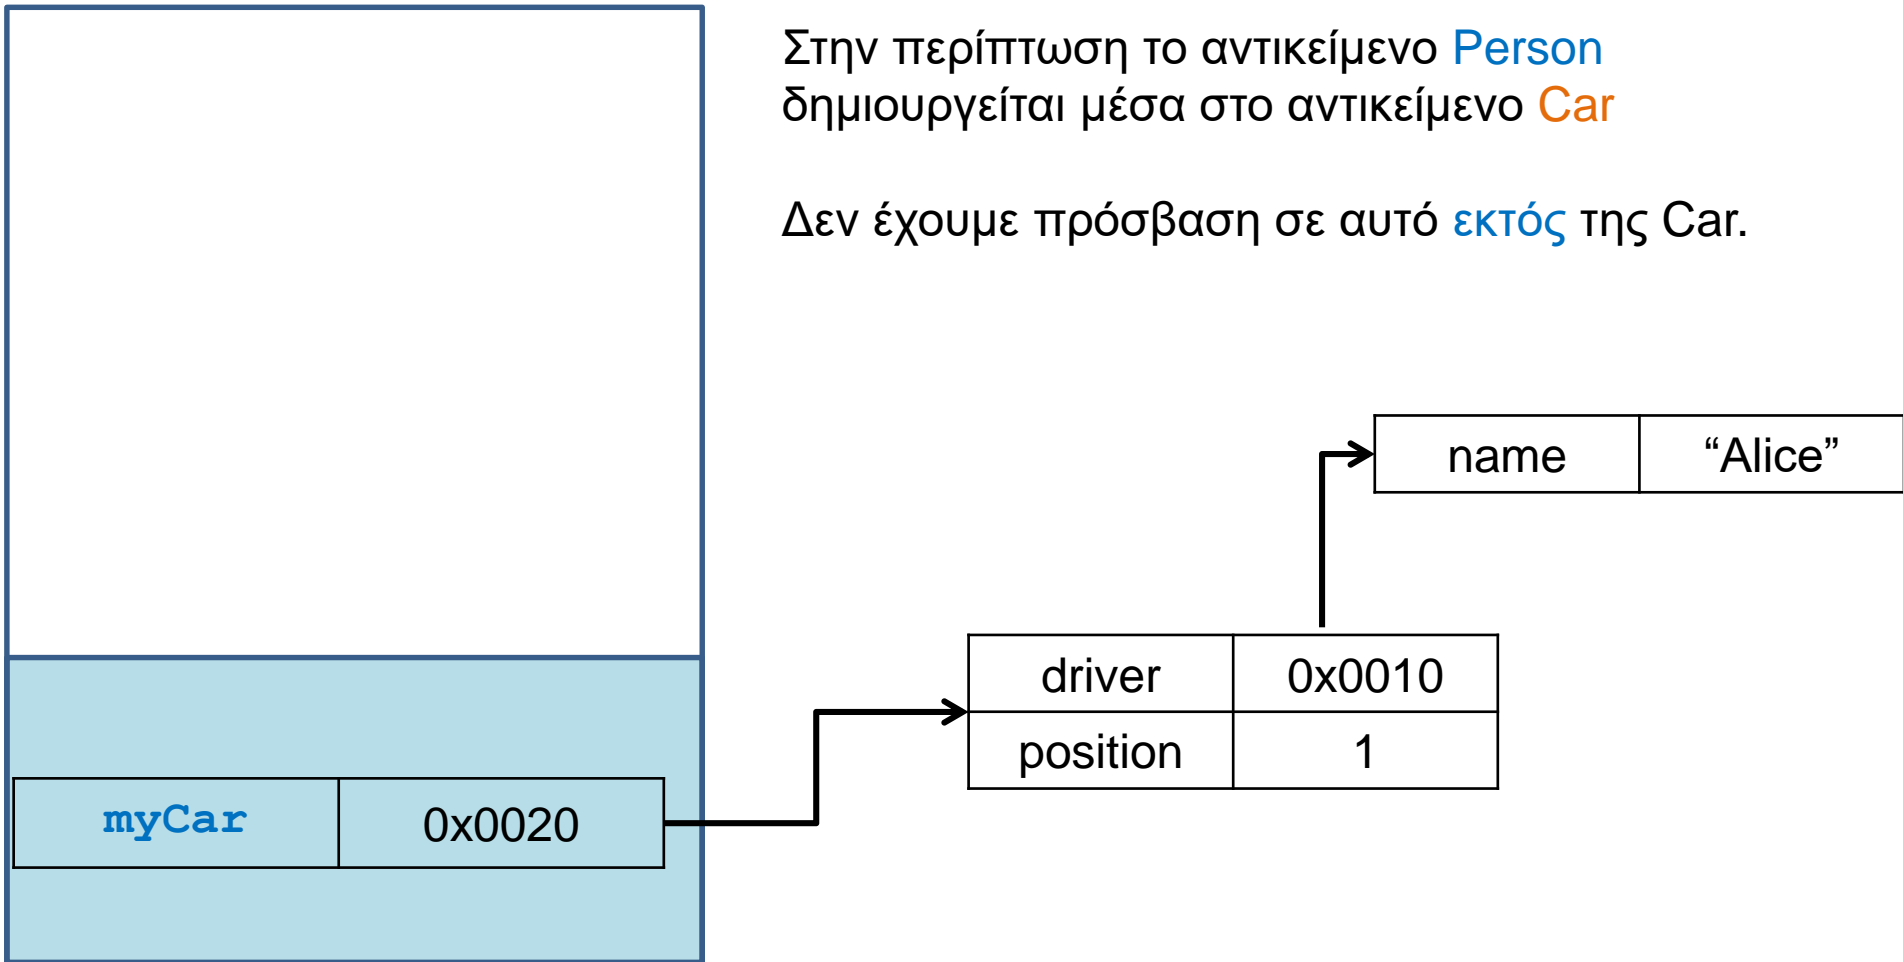 Στην περίπτωση το αντικείμενο Person
δημιουργείται μέσα στο αντικείμενο Car
Δεν έχουμε πρόσβαση σε αυτό εκτός της Car.
name “Alice”
driver 0x0010
position 1
myCar 0x0020